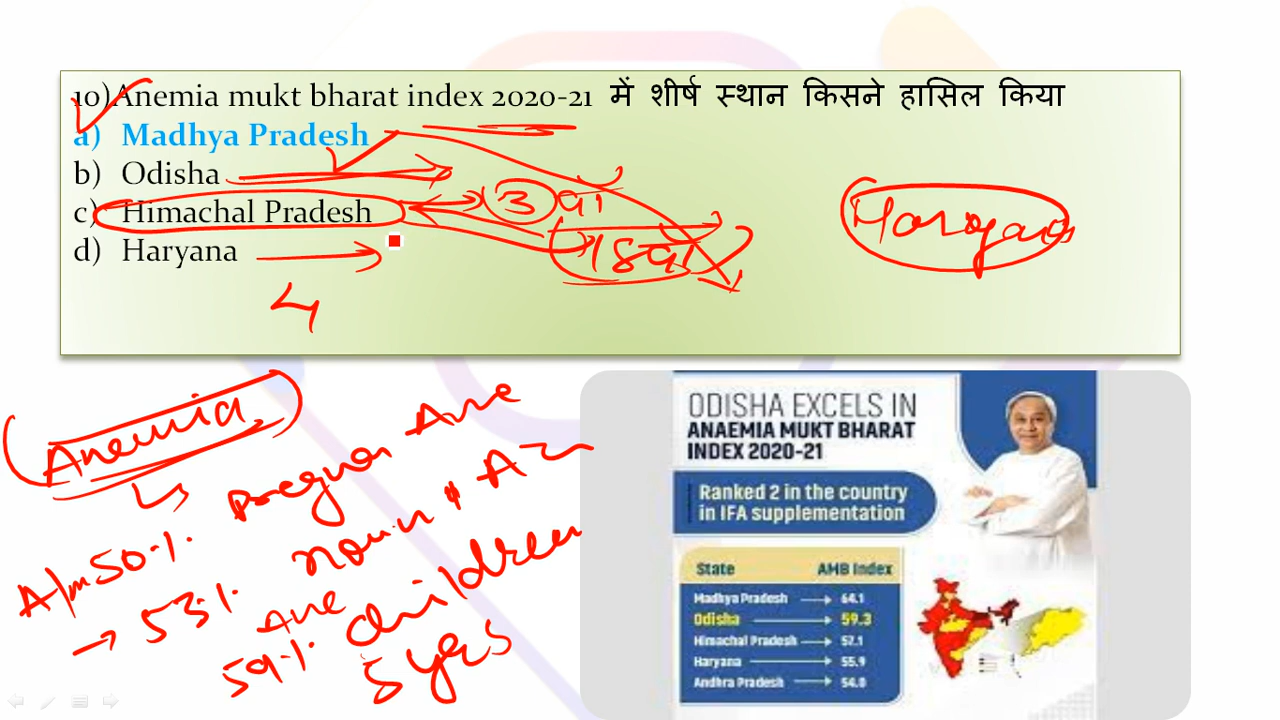 10)Anemia mukt bharat index 2020-21 में शीर्ष स्थान किसने हासिल किया
a) Madhya Pradesh
b) Odisha
c) Himachal Pradesh
d) Haryana
3 वां
18वां
4
Anemia
50%.
53%.
59%. children
5 yrs
ODISHA EXCELS IN
ANAEMIA MUKT BHARAT
INDEX 2020-21
Ranked 2 in the country
in IFA supplementation
State AMB Index
Madhya Pradesh 64.1
Odisha 59.3
Himachal Pradesh 57.1
Haryana 55.9
Andhra Pradesh 54.0